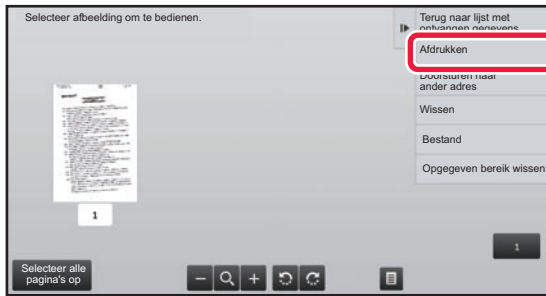 Selecteer afbeelding om te bedienen.
Terug naar lijst met
ontvangen gegevens
Afdrukken
Doorsturen naar
ander adres
Wissen
Bestand
Opgegeven bereik wissen
1
1
Selecteer alle
pagina's op